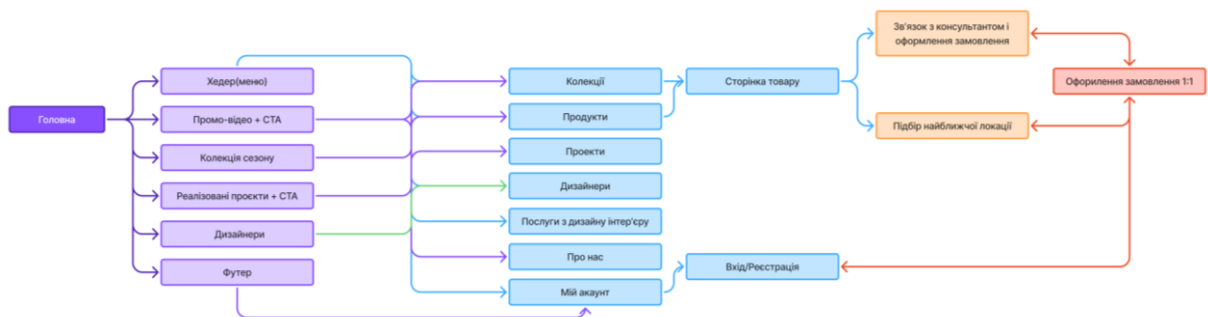 Головна
Хедер(меню)
Промо-відео + СТА
Колекція сезону
Реалізовані проєкти + СТА
Дизайнери
Футер
Колекції
Продукти
Проекти
Дизайнери
Послуги з дизайну інтер'єру
Про нас
Мій акаунт
Сторінка товару
Вхід/Реєстрація
Зв'язок з консультантом і
оформлення замовлення
Підбір найближчої локації
Оформлення замовлення 1:1